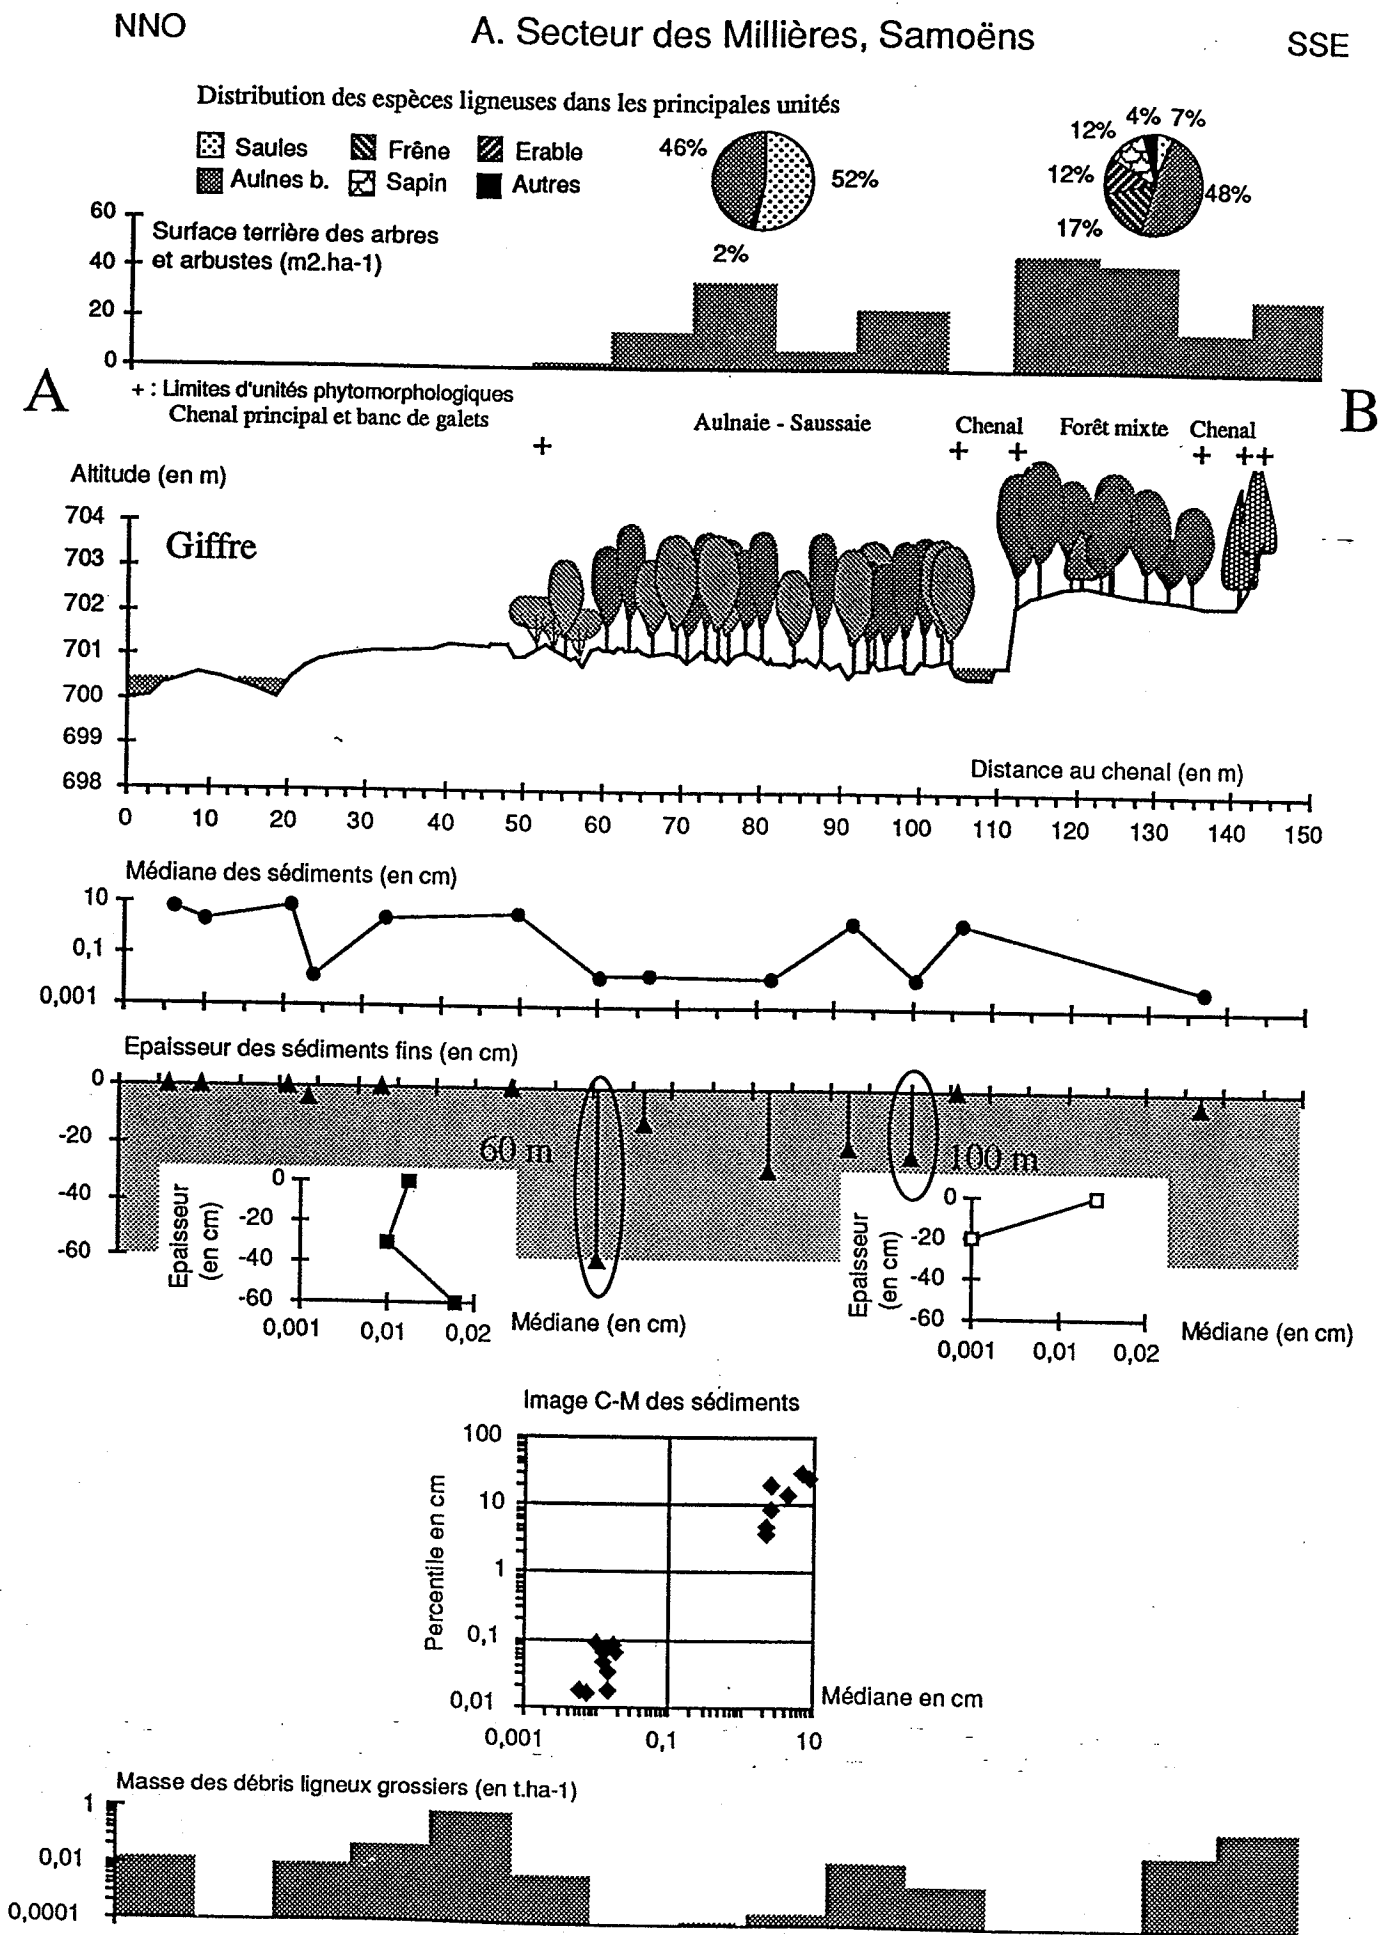 NNO
A. Secteur des Millières, Samoëns
SSE
Distribution des espèces ligneuses dans les principales unités
Saules
Frêne
Erable
Aulnes b.
Sapin
Autres
46%
52%
2%
12%
4%
7%
12%
48%
17%
60
40
20
0
Surface terrière des arbres
et arbustes (m2.ha-1)
A
B
+ : Limites d'unités phytomorphologiques
Chenal principal et banc de galets
Aulnaie - Saussaie
Chenal
Forêt mixte
Chenal
+
+
+
+
++
Altitude (en m)
Giffre
704
703
702
701
700
699
698
Distance au chenal (en m)
0 10 20 30 40 50 60 70 80 90 100 110 120 130 140 150
Médiane des sédiments (en cm)
10
0,1
0,001
Epaisseur des sédiments fins (en cm)
0
-20
-40
-60
60 m
100 m
Epaisseur
(en cm)
0
-20
-40
-60
0,001 0,01 0,02
Médiane (en cm)
Epaisseur
(en cm)
0
-20
-40
-60
0,001 0,01 0,02
Médiane (en cm)
Image C-M des sédiments
Percentile en cm
100
10
1
0,1
0,01
0,001 0,1 10
Médiane en cm
Masse des débris ligneux grossiers (en t.ha-1)
1
0,01
0,0001